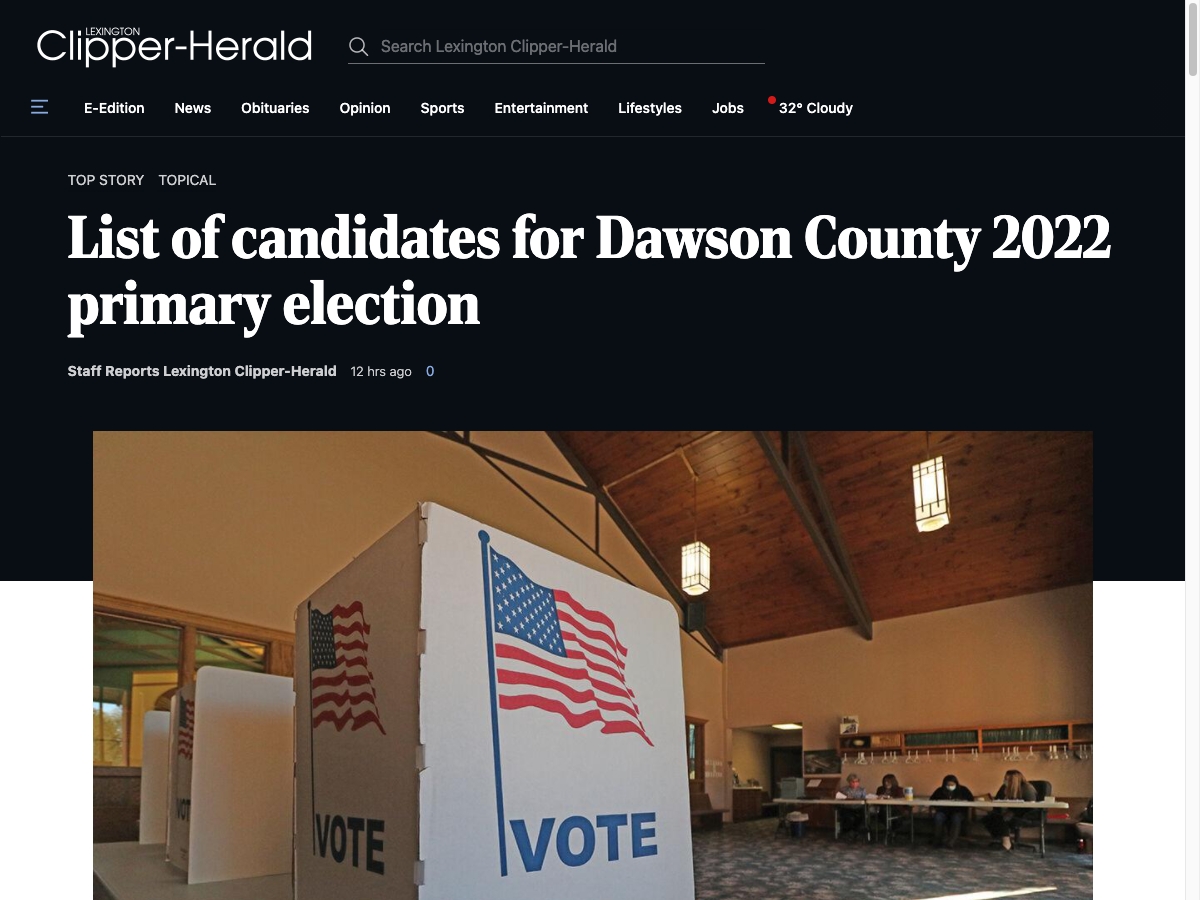 LEXINGTON
Clipper-Herald
Search Lexington Clipper-Herald
E-Edition News Obituaries Opinion Sports Entertainment Lifestyles Jobs 32° Cloudy
TOP STORY TOPICAL
List of candidates for Dawson County 2022
primary election
Staff Reports Lexington Clipper-Herald 12 hrs ago 0
VOTE
VOTE